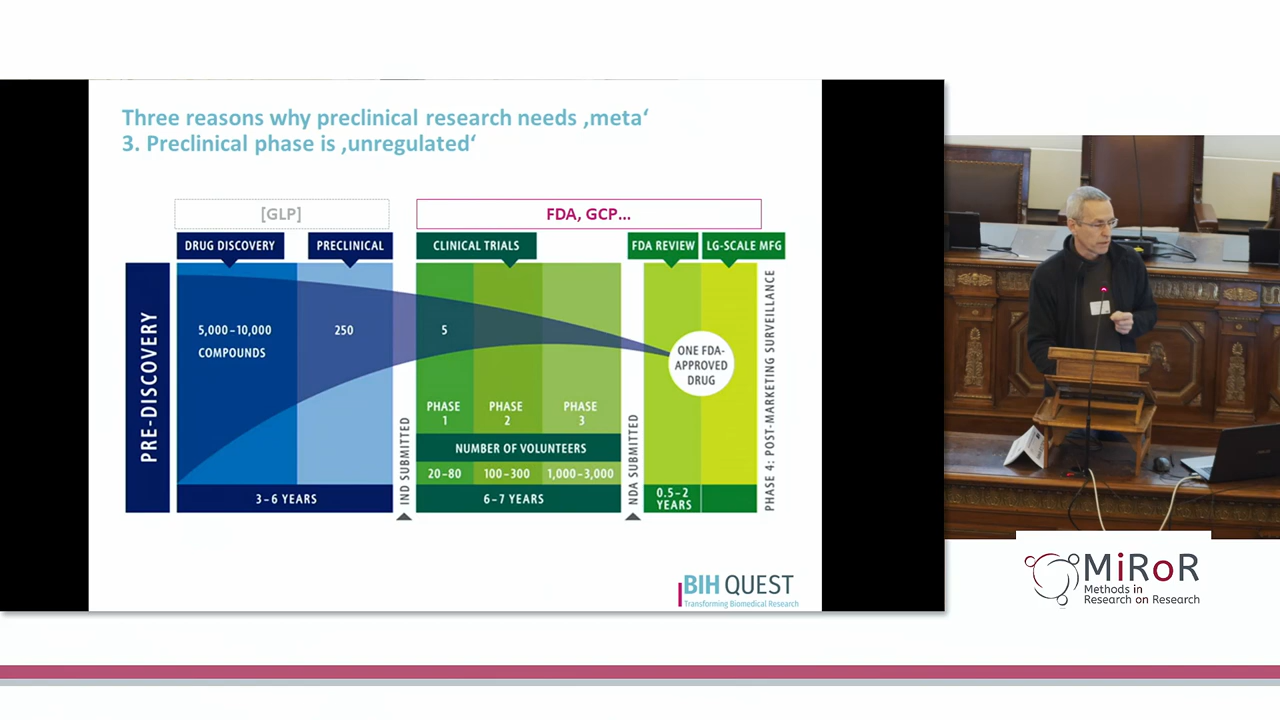 Three reasons why preclinical research needs ‚meta‘
3. Preclinical phase is ‚unregulated‘
[GLP]
FDA, GCP...
DRUG DISCOVERY
PRECLINICAL
CLINICAL TRIALS
FDA REVIEW
LG-SCALE MFG
PRE-DISCOVERY
5,000–10,000
COMPOUNDS
250
5
ONE FDA-
APPROVED
DRUG
PHASE
1
PHASE
2
PHASE
3
NUMBER OF VOLUNTEERS
20–80
100–300
1,000–3,000
3–6 YEARS
IND SUBMITTED
6–7 YEARS
NDA SUBMITTED
0.5–2
YEARS
PHASE 4: POST-MARKETING SURVEILLANCE
BIH QUEST
Transforming Biomedical Research
MiRoR
Methods in
Research on Research